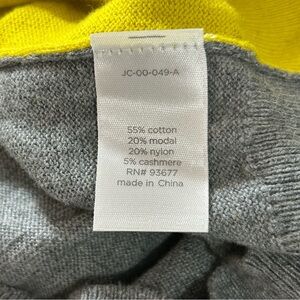 JC-00-049-A
55% cotton
20% modal
20% nylon
5% cashmere
RN# 93677
made in China